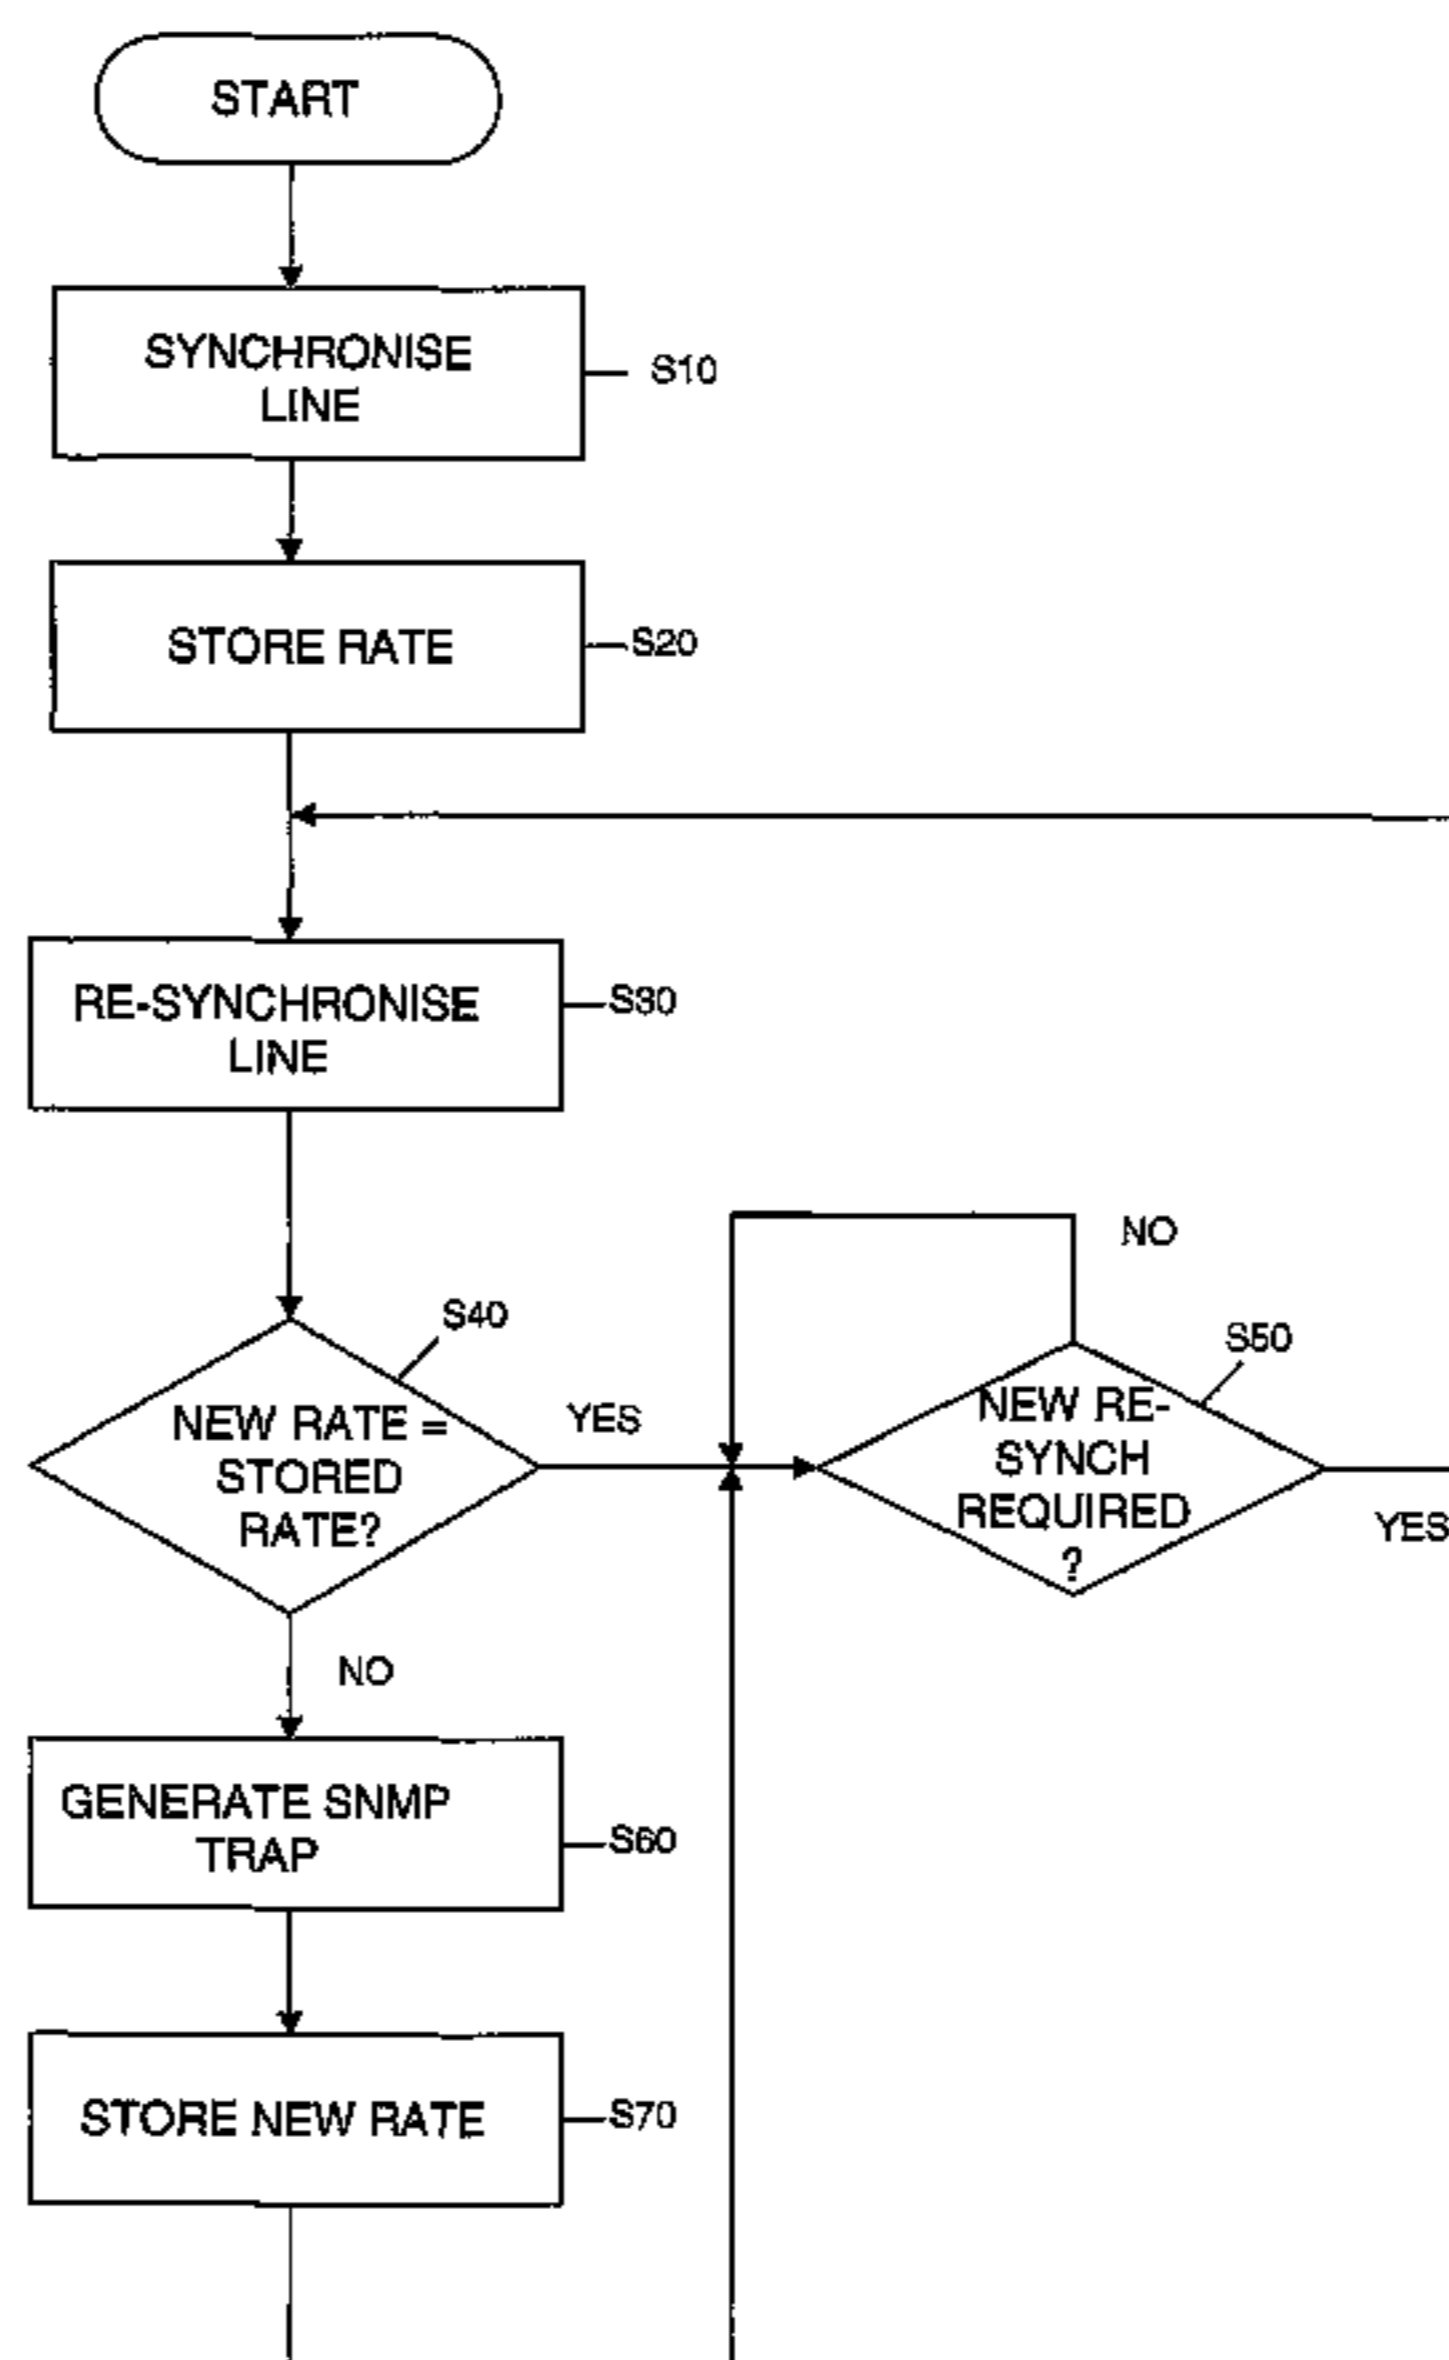 START
SYNCHRONISE
LINE
S10
STORE RATE
S20
RE-SYNCHRONISE
LINE
S30
NO
S40
S50
NEW RATE =
STORED
RATE?
YES
NEW RE-
SYNCH
REQUIRED
?
YES
NO
GENERATE SNMP
TRAP
S60
STORE NEW RATE
S70